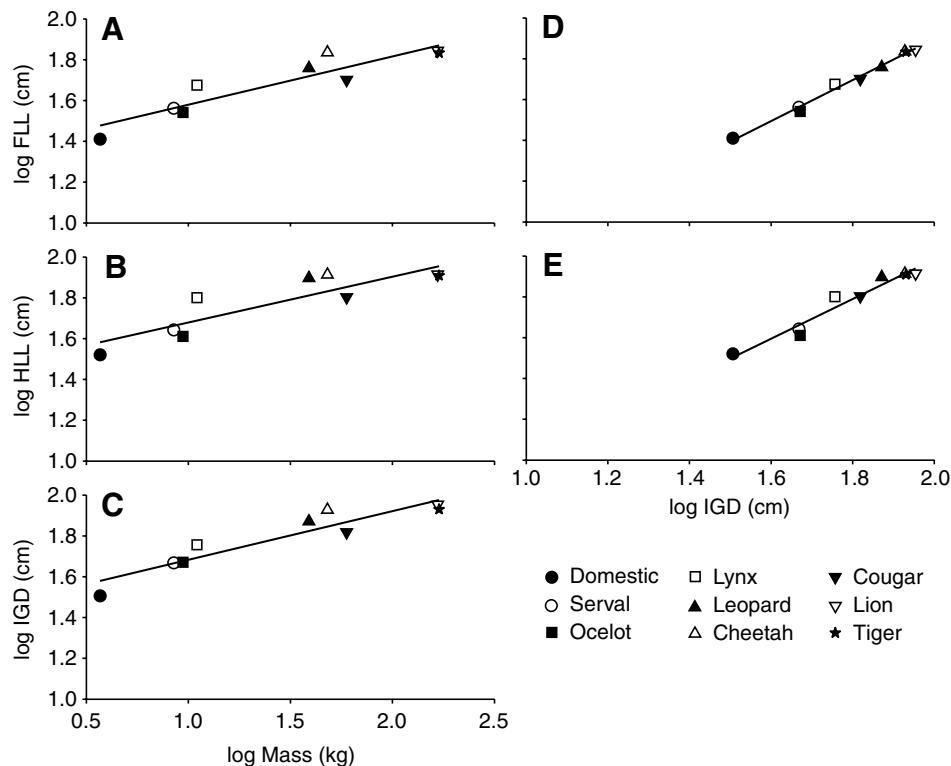 A
2.0
1.8
1.6
1.4
1.2
1.0
log FLL (cm)
D
B
2.0
1.8
1.6
1.4
1.2
1.0
log HLL (cm)
E
1.0 1.2 1.4 1.6 1.8 2.0
log IGD (cm)
C
2.0
1.8
1.6
1.4
1.2
1.0
log IGD (cm)
0.5 1.0 1.5 2.0 2.5
log Mass (kg)
Domestic Lynx Cougar
Serval Leopard Lion
Ocelot Cheetah Tiger